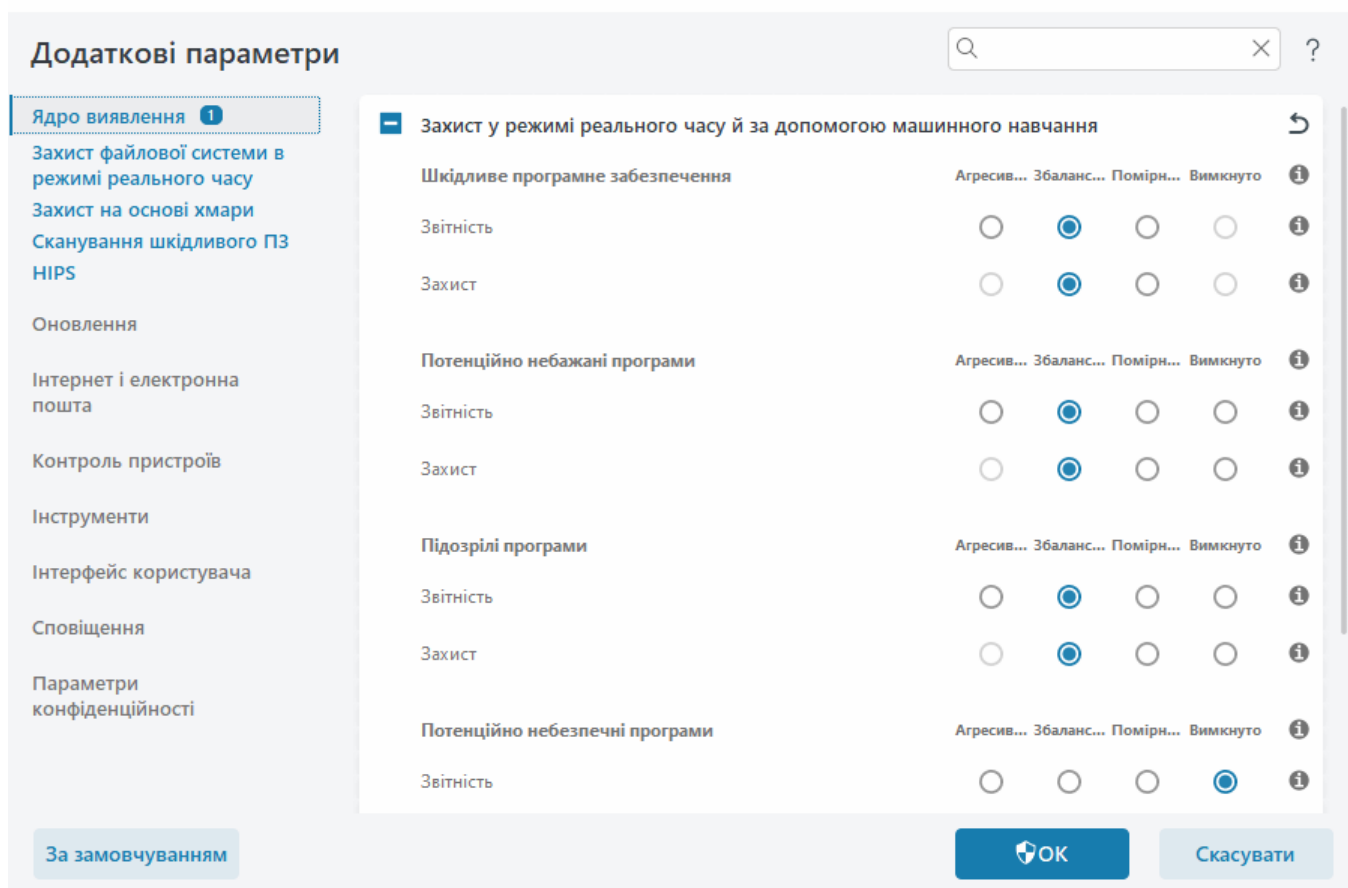 Додаткові параметри
?
Ядро виявлення 1
Захист файлової системи в
режимі реального часу
Захист на основі хмари
Сканування шкідливого ПЗ
HIPS
Оновлення
Інтернет і електронна
пошта
Контроль пристроїв
Інструменти
Інтерфейс користувача
Сповіщення
Параметри
конфіденційності
Захист у режимі реального часу й за допомогою машинного навчання
Шкідливе програмне забезпечення Агресив... Збаланс... Помірн... Вимкнуто
Звітність
Захист
Потенційно небажані програми Агресив... Збаланс... Помірн... Вимкнуто
Звітність
Захист
Підозрілі програми Агресив... Збаланс... Помірн... Вимкнуто
Звітність
Захист
Потенційно небезпечні програми Агресив... Збаланс... Помірн... Вимкнуто
Звітність
За замовчуванням
ОК
Скасувати